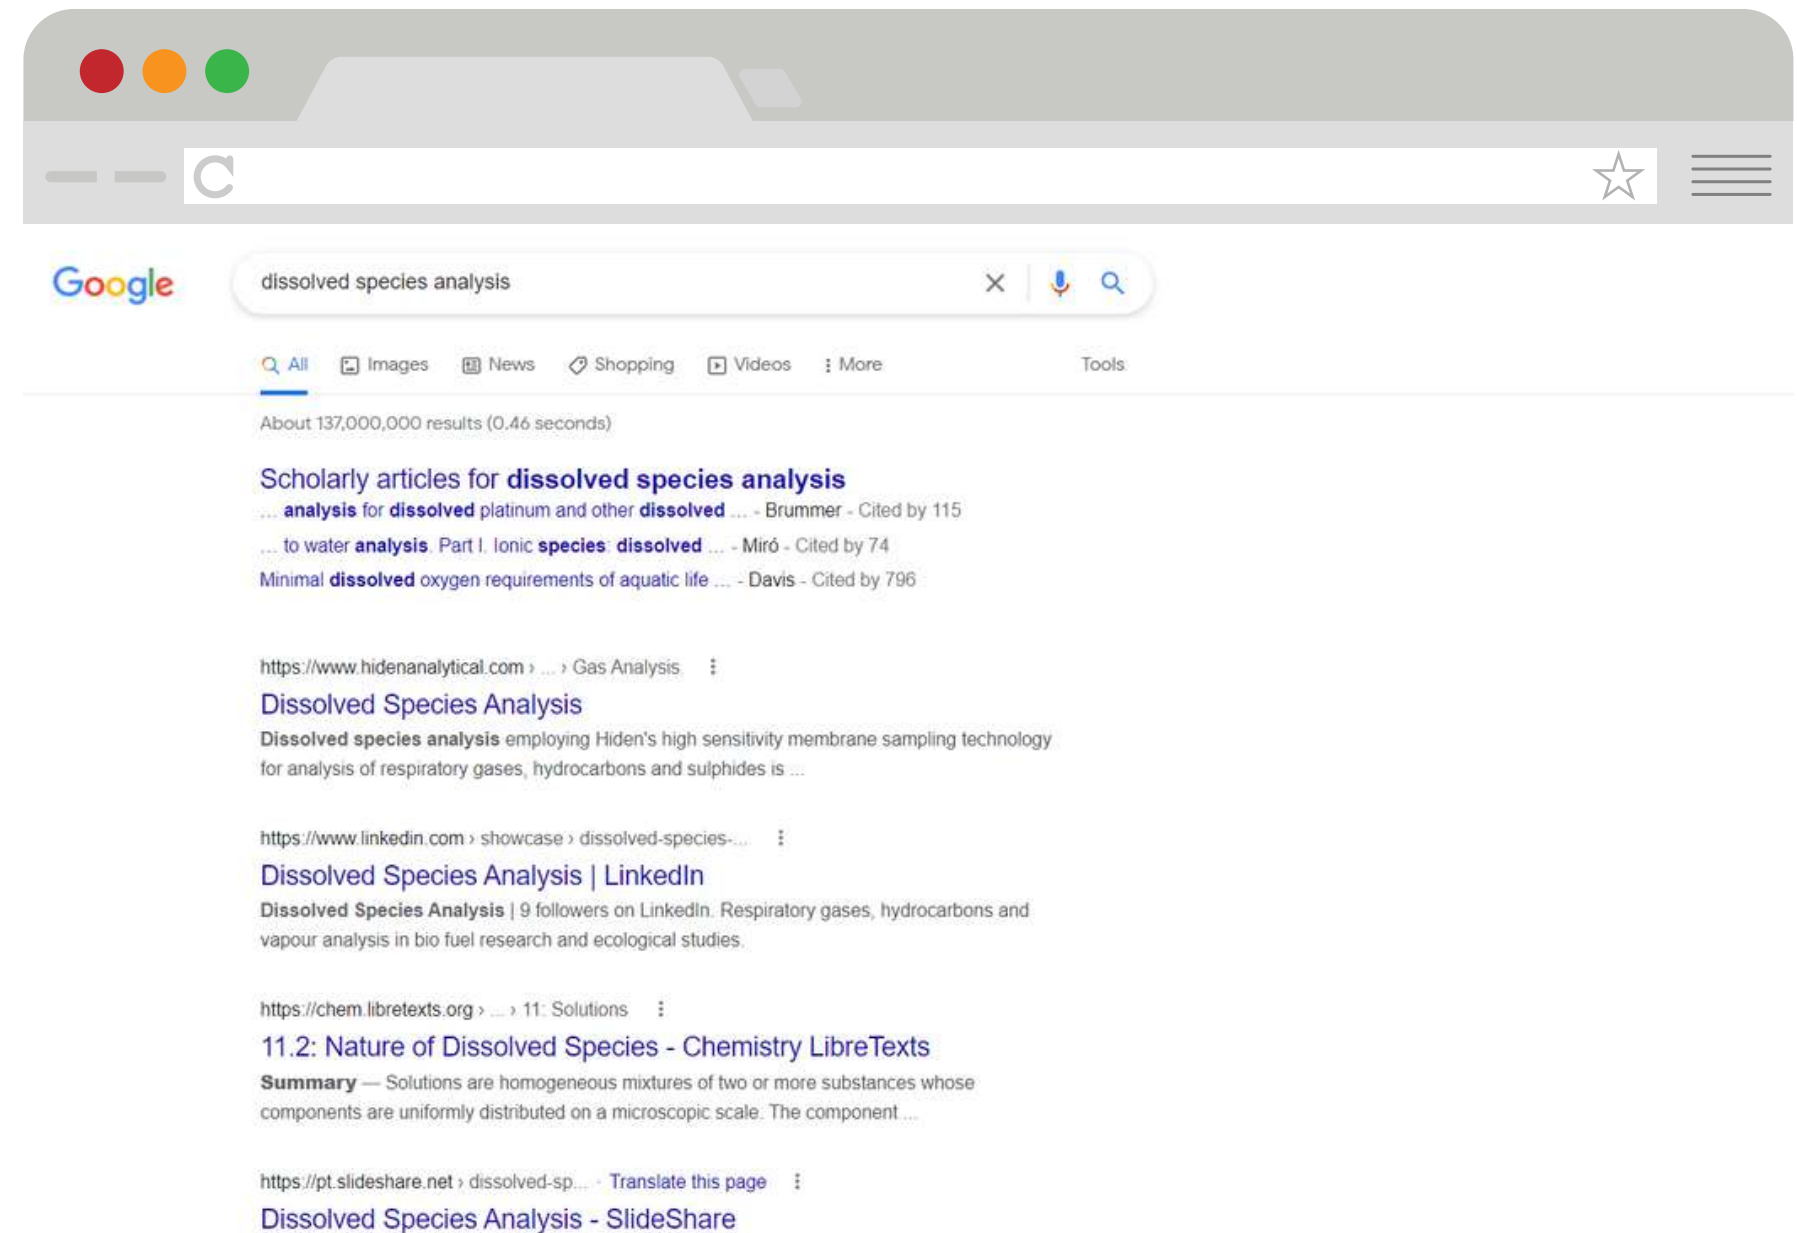 Google
dissolved species analysis
All Images News Shopping Videos More Tools
About 137,000,000 results (0.46 seconds)
Scholarly articles for dissolved species analysis
... analysis for dissolved platinum and other dissolved ... - Brummer - Cited by 115
... to water analysis. Part I. Ionic species: dissolved ... - Miró - Cited by 74
Minimal dissolved oxygen requirements of aquatic life ... - Davis - Cited by 796
https://www.hidenanalytical.com › ... › Gas Analysis
Dissolved Species Analysis
Dissolved species analysis employing Hiden's high sensitivity membrane sampling technology
for analysis of respiratory gases, hydrocarbons and sulphides is ...
https://www.linkedin.com › showcase › dissolved-species-...
Dissolved Species Analysis | LinkedIn
Dissolved Species Analysis | 9 followers on LinkedIn. Respiratory gases, hydrocarbons and
vapour analysis in bio fuel research and ecological studies.
https://chem.libretexts.org › ... › 11: Solutions
11.2: Nature of Dissolved Species - Chemistry LibreTexts
Summary — Solutions are homogeneous mixtures of two or more substances whose
components are uniformly distributed on a microscopic scale. The component ...
https://pt.slideshare.net › dissolved-sp... · Translate this page
Dissolved Species Analysis - SlideShare